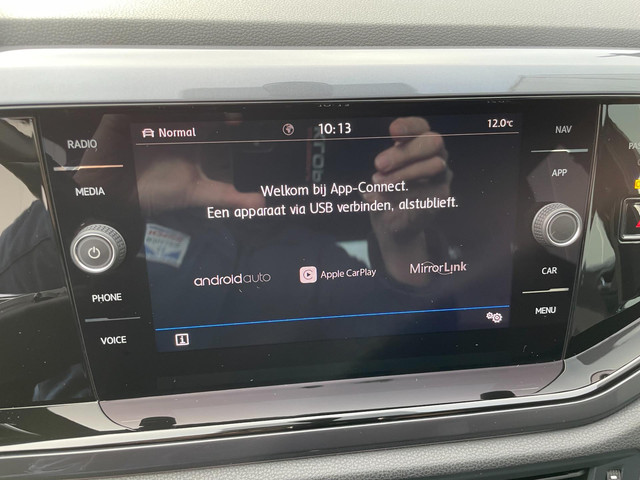 RADIO
MEDIA
PHONE
VOICE
Normal
10:13
12.0°C
Welkom bij App-Connect.
Een apparaat via USB verbinden, alstublieft.
androidauto
Apple CarPlay
MirrorLink
i
NAV
APP
CAR
MENU